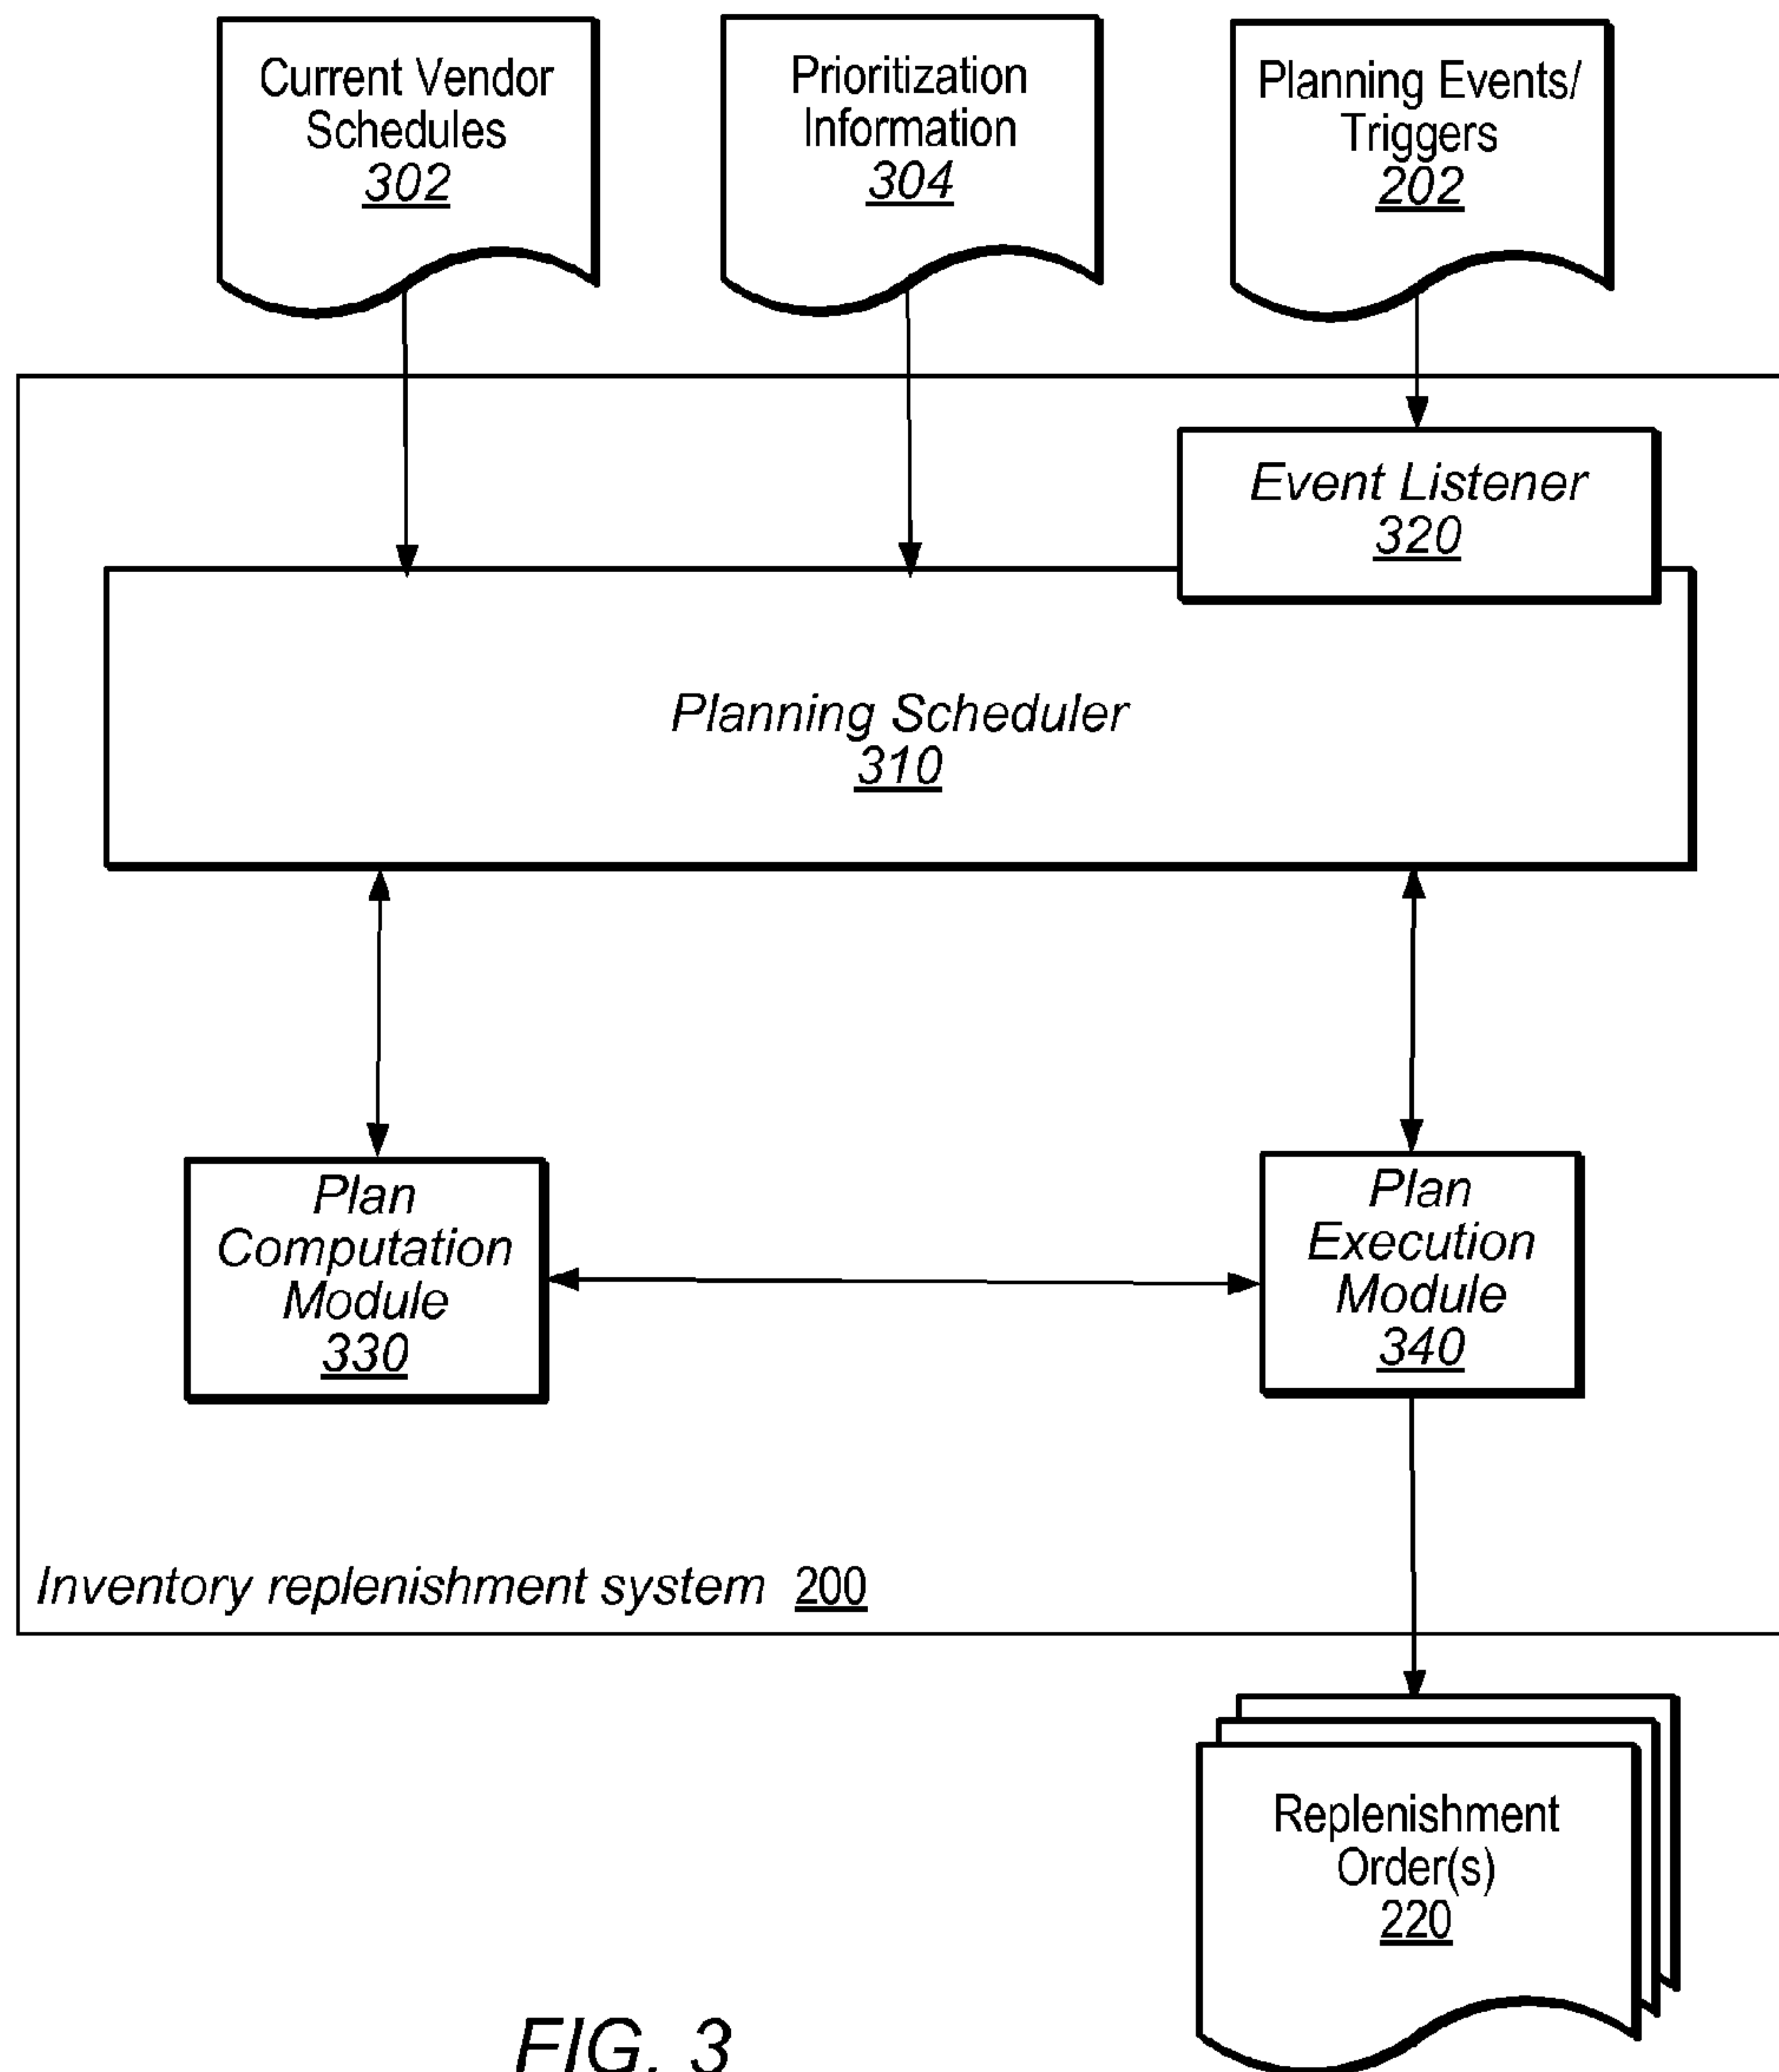 Current Vendor
Schedules
302
Prioritization
Information
304
Planning Events/
Triggers
202
Event Listener
320
Planning Scheduler
310
Plan
Computation
Module
330
Plan
Execution
Module
340
Inventory replenishment system 200
Replenishment
Order(s)
220
FIG. 3